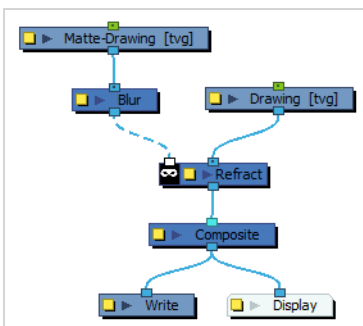 Matte-Drawing [tvg]
Blur
Drawing [tvg]
Refract
Composite
Write
Display